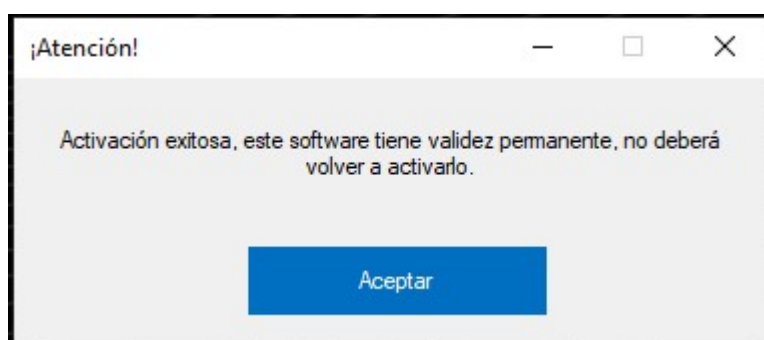 ¡Atención!
Activación exitosa, este software tiene validez permanente, no deberá
volver a activarlo.
Aceptar